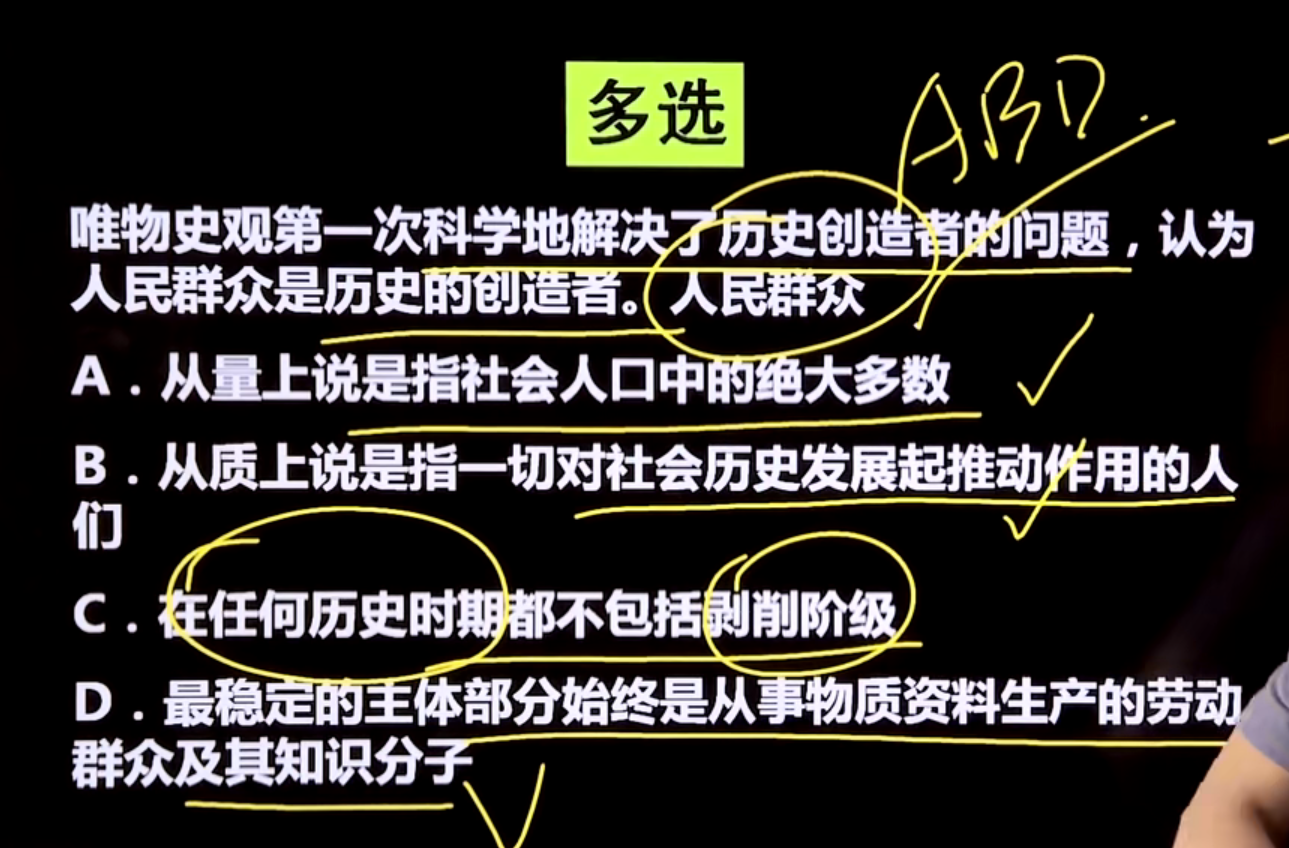 多选
ABD.
唯物史观第一次科学地解决了历史创造者的问题，认为
人民群众是历史的创造者。人民群众
A．从量上说是指社会人口中的绝大多数
B．从质上说是指一切对社会历史发展起推动作用的人
们
C．在任何历史时期都不包括剥削阶级
D．最稳定的主体部分始终是从事物质资料生产的劳动
群众及其知识分子